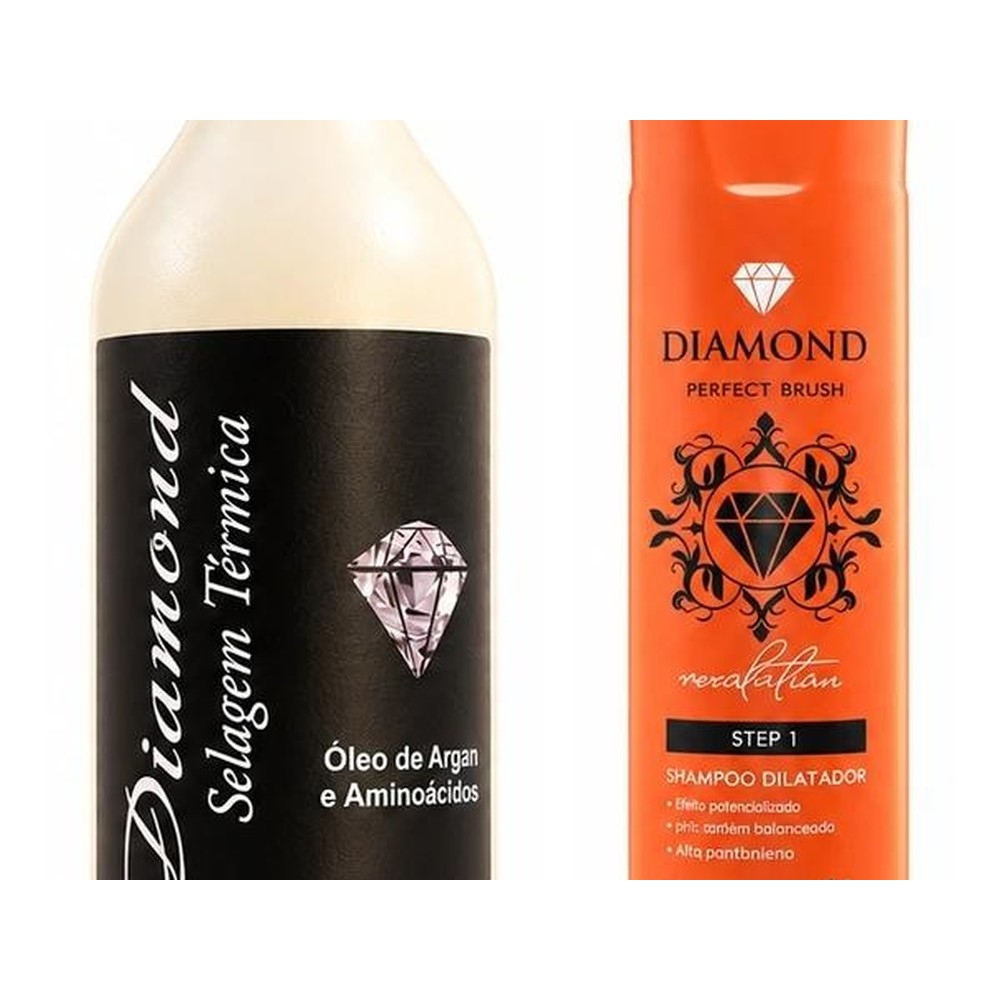 Diamond
Selagem Térmica
Óleo de Argan
e Aminoácidos
DIAMOND
PERFECT BRUSH
STEP 1
SHAMPOO DILATADOR
• Efeito potencializado
balanceado
• Alta